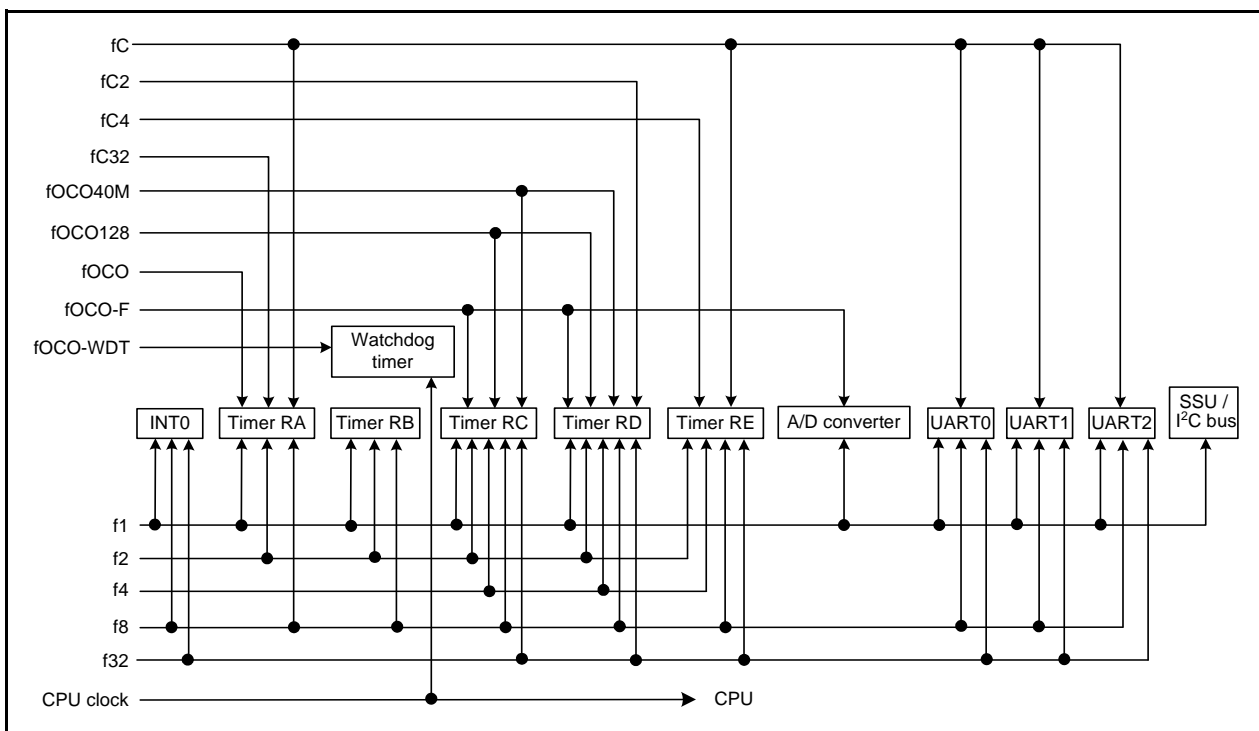 fC
fC2
fC4
fC32
fOCO40M
fOCO128
fOCO
fOCO-F
fOCO-WDT
Watchdog
timer
INT0
Timer RA
Timer RB
Timer RC
Timer RD
Timer RE
A/D converter
UART0
UART1
UART2
SSU /
I²C bus
f1
f2
f4
f8
f32
CPU clock
CPU